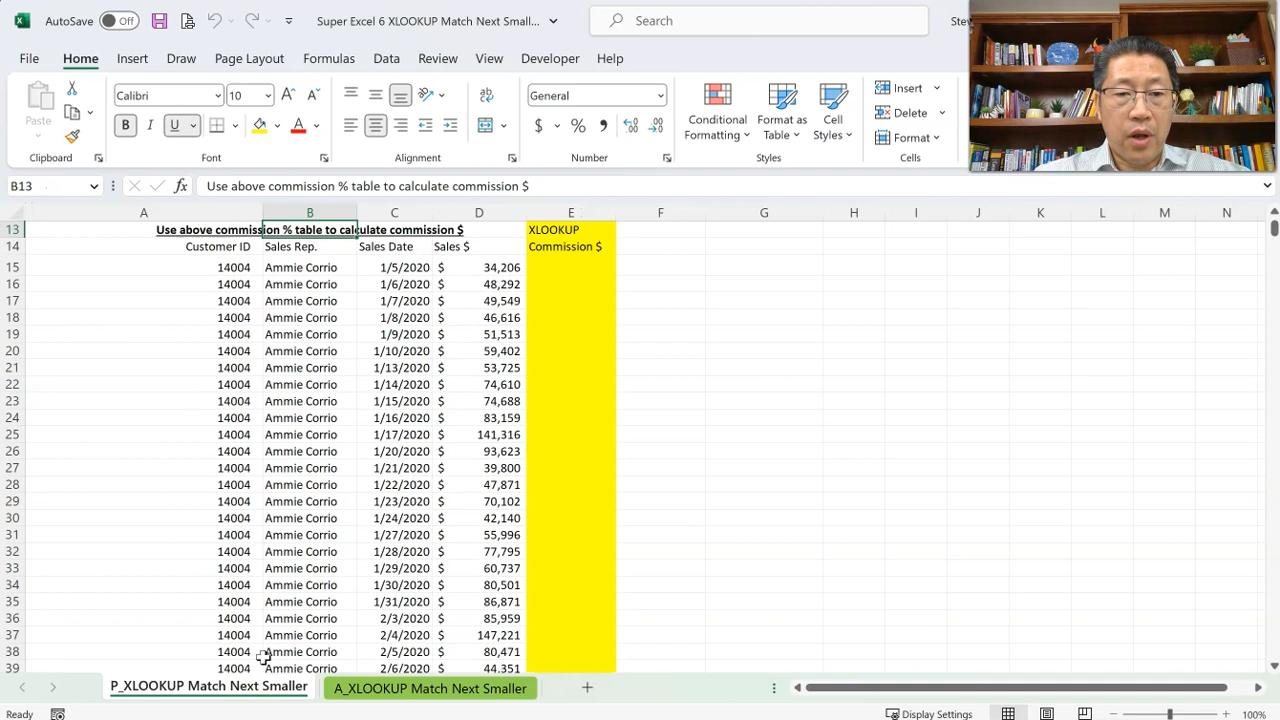 AutoSave Off Super Excel 6 XLOOKUP Match Next Smaller... Search Stev
File Home Insert Draw Page Layout Formulas Data Review View Developer Help
Paste Calibri 10 General Conditional Formatting Format as Table Cell Styles Insert Delete Format
Clipboard Font Alignment Number Styles Cells
B13 Use above commission % table to calculate commission $
A B C D E F G H I J K L M N
13 Use above commission % table to calculate commission $ XLOOKUP
14 Customer ID Sales Rep. Sales Date Sales $ Commission $
15 14004 Ammie Corrio 1/5/2020 $ 34,206
16 14004 Ammie Corrio 1/6/2020 $ 48,292
17 14004 Ammie Corrio 1/7/2020 $ 49,549
18 14004 Ammie Corrio 1/8/2020 $ 46,616
19 14004 Ammie Corrio 1/9/2020 $ 51,513
20 14004 Ammie Corrio 1/10/2020 $ 59,402
21 14004 Ammie Corrio 1/13/2020 $ 53,725
22 14004 Ammie Corrio 1/14/2020 $ 74,610
23 14004 Ammie Corrio 1/15/2020 $ 74,688
24 14004 Ammie Corrio 1/16/2020 $ 83,159
25 14004 Ammie Corrio 1/17/2020 $ 141,316
26 14004 Ammie Corrio 1/20/2020 $ 93,623
27 14004 Ammie Corrio 1/21/2020 $ 39,800
28 14004 Ammie Corrio 1/22/2020 $ 47,871
29 14004 Ammie Corrio 1/23/2020 $ 70,102
30 14004 Ammie Corrio 1/24/2020 $ 42,140
31 14004 Ammie Corrio 1/27/2020 $ 55,996
32 14004 Ammie Corrio 1/28/2020 $ 77,795
33 14004 Ammie Corrio 1/29/2020 $ 60,737
34 14004 Ammie Corrio 1/30/2020 $ 80,501
35 14004 Ammie Corrio 1/31/2020 $ 86,871
36 14004 Ammie Corrio 2/3/2020 $ 85,959
37 14004 Ammie Corrio 2/4/2020 $ 147,221
38 14004 Ammie Corrio 2/5/2020 $ 80,471
39 14004 Ammie Corrio 2/6/2020 $ 44,351
P_XLOOKUP Match Next Smaller A_XLOOKUP Match Next Smaller
Ready Display Settings 100%